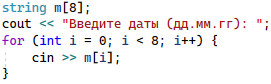 string m[8];
cout << "Введите даты (дд.мм.гг): ";
for (int i = 0; i < 8; i++) {
    cin >> m[i];
}